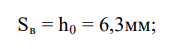 Sв = h0 = 6,3мм;